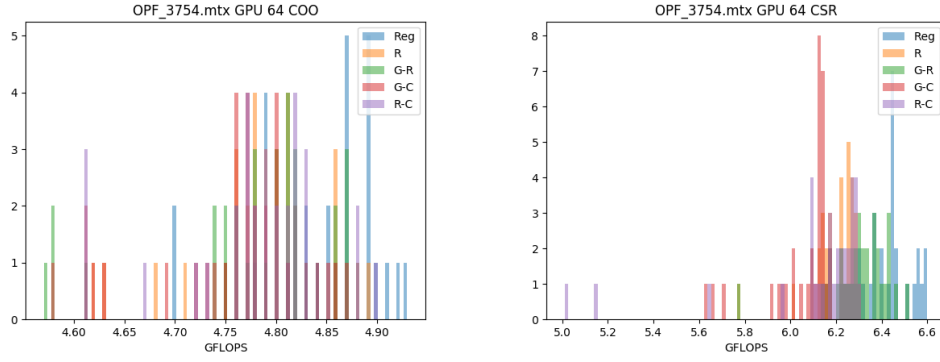 OPF_3754.mtx GPU 64 COO
5
4
3
2
1
0
Reg
R
G-R
G-C
R-C
4.60
4.65
4.70
4.75
4.80
4.85
4.90
GFLOPS
OPF_3754.mtx GPU 64 CSR
8
7
6
5
4
3
2
1
0
Reg
R
G-R
G-C
R-C
5.0
5.2
5.4
5.6
5.8
6.0
6.2
6.4
6.6
GFLOPS